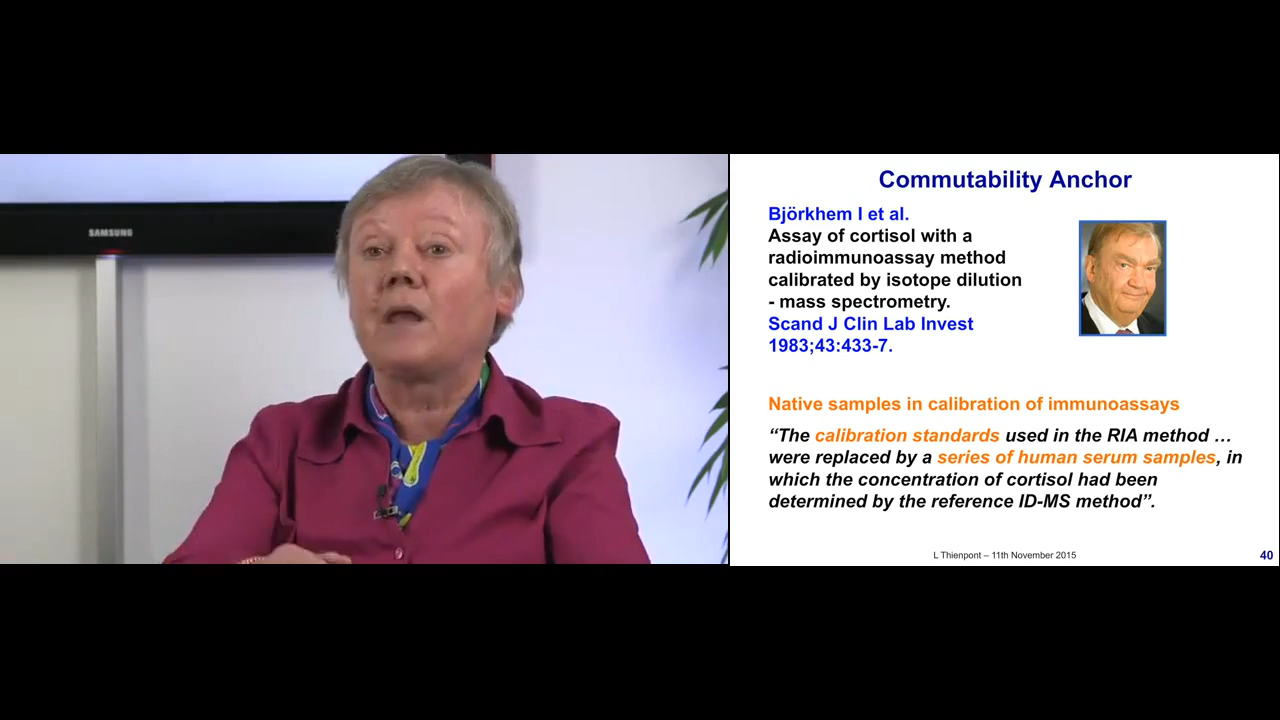 SAMSUNG
Commutability Anchor
Björkhem I et al.
Assay of cortisol with a
radioimmunoassay method
calibrated by isotope dilution
- mass spectrometry.
Scand J Clin Lab Invest
1983;43:433-7.
Native samples in calibration of immunoassays
“The calibration standards used in the RIA method …
were replaced by a series of human serum samples, in
which the concentration of cortisol had been
determined by the reference ID-MS method”.
L Thienpont – 11th November 2015
40